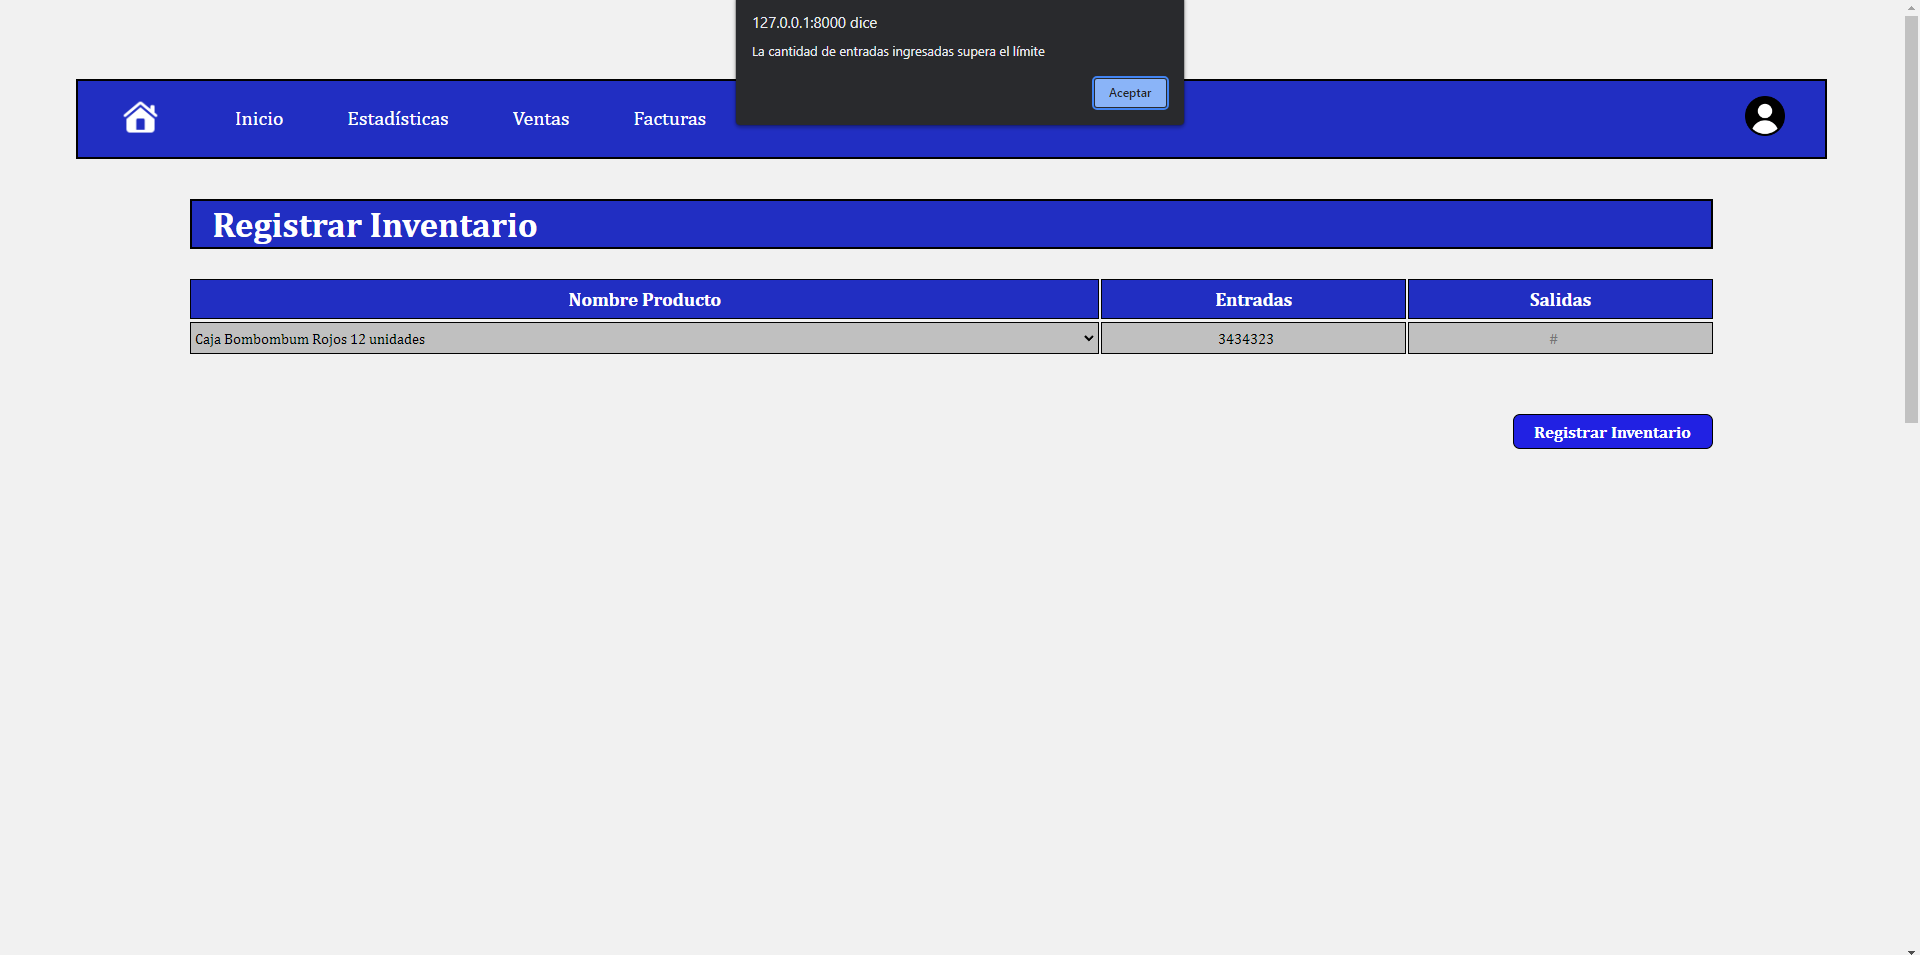 127.0.0.1:8000 dice
La cantidad de entradas ingresadas supera el límite
Aceptar
Inicio Estadísticas Ventas Facturas
Registrar Inventario
Nombre Producto Entradas Salidas
Caja Bombombum Rojos 12 unidades 3434323 #
Registrar Inventario